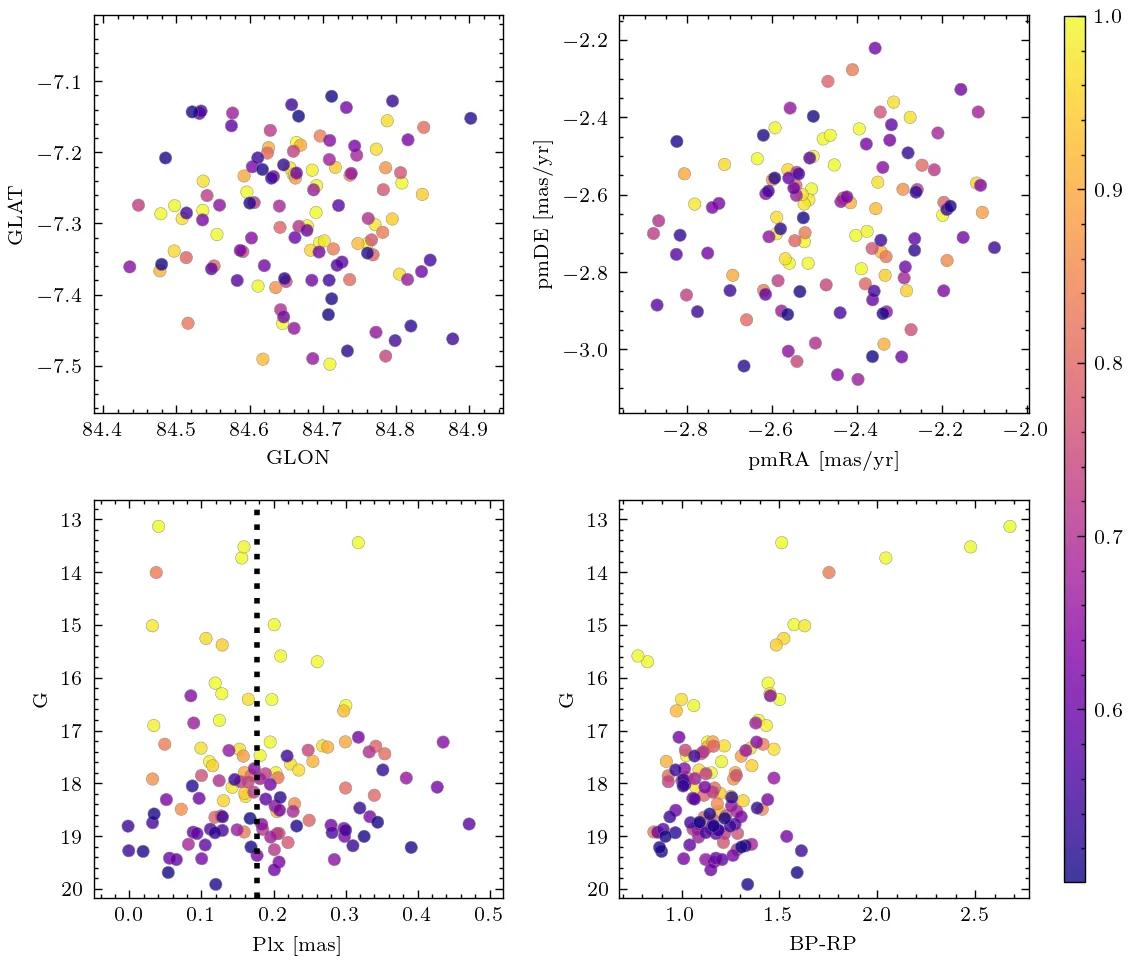 −7.1
−7.2
−7.3
−7.4
−7.5
GLAT
84.4 84.5 84.6 84.7 84.8 84.9
GLON
−2.2
−2.4
−2.6
−2.8
−3.0
pmDE [mas/yr]
−2.8 −2.6 −2.4 −2.2 −2.0
pmRA [mas/yr]
1.0
0.9
0.8
0.7
0.6
13
14
15
16
17
18
19
20
G
0.0 0.1 0.2 0.3 0.4 0.5
Plx [mas]
13
14
15
16
17
18
19
20
G
1.0 1.5 2.0 2.5
BP-RP